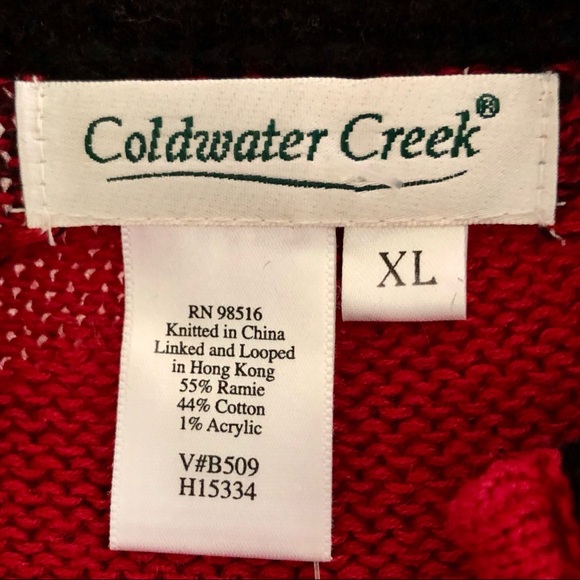 Coldwater Creek®
XL
RN 98516
Knitted in China
Linked and Looped
in Hong Kong
55% Ramie
44% Cotton
1% Acrylic
V#B509
H15334